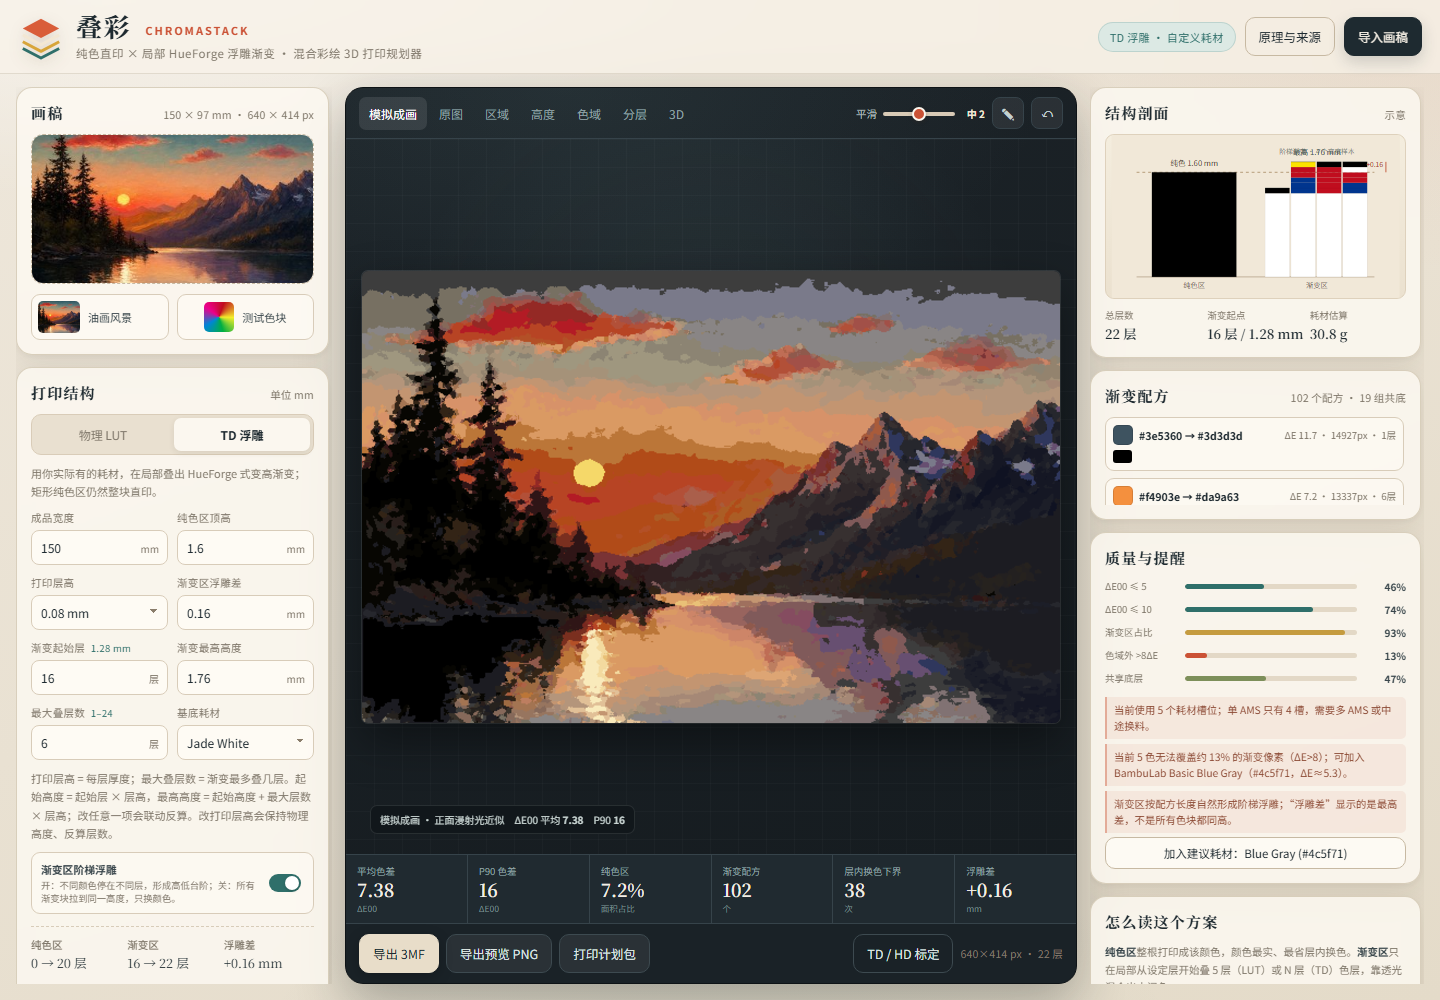 叠彩 CHROMASTACK
纯色直印 × 局部 HueForge 浮雕渐变 · 混合彩绘 3D 打印规划器
TD 浮雕 · 自定义耗材
原理与来源
导入画稿
画稿
150 × 97 mm · 640 × 414 px
油画风景
测试色块
打印结构
单位 mm
物理 LUT
TD 浮雕
用你实际有的耗材，在局部叠出 HueForge 式变高渐变；
矩形纯色区仍然整块直印。
成品宽度
纯色区顶高
150 mm
1.6 mm
打印层高
渐变区浮雕差
0.08 mm
0.16 mm
渐变起始层 1.28 mm
渐变最高高度
16 层
1.76 mm
最大叠层数 1–24
基底耗材
6 层
Jade White
打印层高 = 每层厚度；最大叠层数 = 渐变最多叠几层。起
始高度 = 起始层 × 层高，最高高度 = 起始高度 + 最大层数
× 层高；改任意一项会联动反算。改打印层高会保持物理
高度、反算层数。
渐变区阶梯浮雕
开：不同颜色停在不同层，形成高低台阶；关：所有
渐变块拉到同一高度，只换颜色。
纯色区
渐变区
浮雕差
0 → 20 层
16 → 22 层
+0.16 mm
模拟成画
原图
区域
高度
色域
分层
3D
平滑
中 2
模拟成画 · 正面漫射光近似 ΔE00 平均 7.38 P90 16
平均色差
7.38
ΔE00
P90 色差
16
ΔE00
纯色区
7.2%
面积占比
渐变配方
102
个
层内换色下界
38
次
浮雕差
+0.16
mm
导出 3MF
导出预览 PNG
打印计划包
TD / HD 标定
640×414 px · 22 层
结构剖面
示意
纯色 1.60 mm
纯色区
渐变区
总层数
渐变起点
耗材估算
22 层
16 层 / 1.28 mm
30.8 g
渐变配方
102 个配方 · 19 组共底
#3e5360 → #3d3d3d
ΔE 11.7 · 14927px · 1层
#f4903e → #da9a63
ΔE 7.2 · 13337px · 6层
质量与提醒
ΔE00 ≤ 5 46%
ΔE00 ≤ 10 74%
渐变区占比 93%
色域外 >8ΔE 13%
共享底层 47%
当前使用 5 个耗材槽位；单 AMS 只有 4 槽，需要多 AMS 或中
途换料。
当前 5 色无法覆盖约 13% 的渐变像素（ΔE>8）；可加入
BambuLab Basic Blue Gray（#4c5f71，ΔE≈5.3）。
渐变区按配方长度自然形成阶梯浮雕；“浮雕差”显示的是最高
差，不是所有色块都同高。
加入建议耗材：Blue Gray (#4c5f71)
怎么读这个方案
纯色区整根打印成该颜色，颜色最实、最省层内换色。渐变区只
在局部从设定层开始叠 5 层（LUT）或 N 层（TD）色层，靠透光